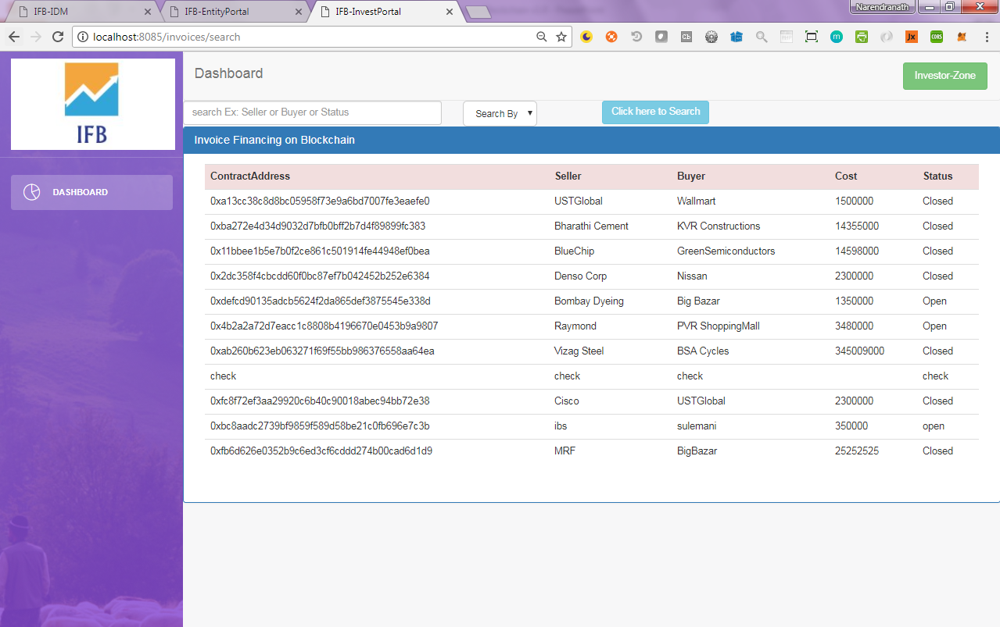 IFB-IDM IFB-EntityPortal IFB-InvestPortal Narendranath
localhost:8085/invoices/search
IFB
DASHBOARD
Dashboard Investor-Zone
search Ex: Seller or Buyer or Status Search By Click here to Search
Invoice Financing on Blockchain
ContractAddress Seller Buyer Cost Status
0xa13cc38c8d8bc05958f73e9a6bd7007fe3eaefe0 USTGlobal Wallmart 1500000 Closed
0xba272e4d34d9032d7bfb0bff2b7d4f89899fc383 Bharathi Cement KVR Constructions 14355000 Closed
0x11bbee1b5e7b0f2ce861c501914fe44948ef0bea BlueChip GreenSemiconductors 14598000 Closed
0x2dc358f4cbcdd60f0bc87ef7b042452b252e6384 Denso Corp Nissan 2300000 Closed
0xdefcd90135adcb5624f2da865def3875545e338d Bombay Dyeing Big Bazar 1350000 Open
0x4b2a2a72d7eacc1c8808b4196670e0453b9a9807 Raymond PVR ShoppingMall 3480000 Open
0xab260b623eb063271f69f55bb986376558aa64ea Vizag Steel BSA Cycles 345009000 Closed
check check check check
0xfc8f72ef3aa29920c6b40c90018abec94bb72e38 Cisco USTGlobal 2300000 Closed
0xbc8aadc2739bf9859f589d58be21c0fb696e7c3b ibs sulemani 350000 open
0xfb6d626e0352b9c6ed3cf6cddd274b00cad6d1d9 MRF BigBazar 25252525 Closed